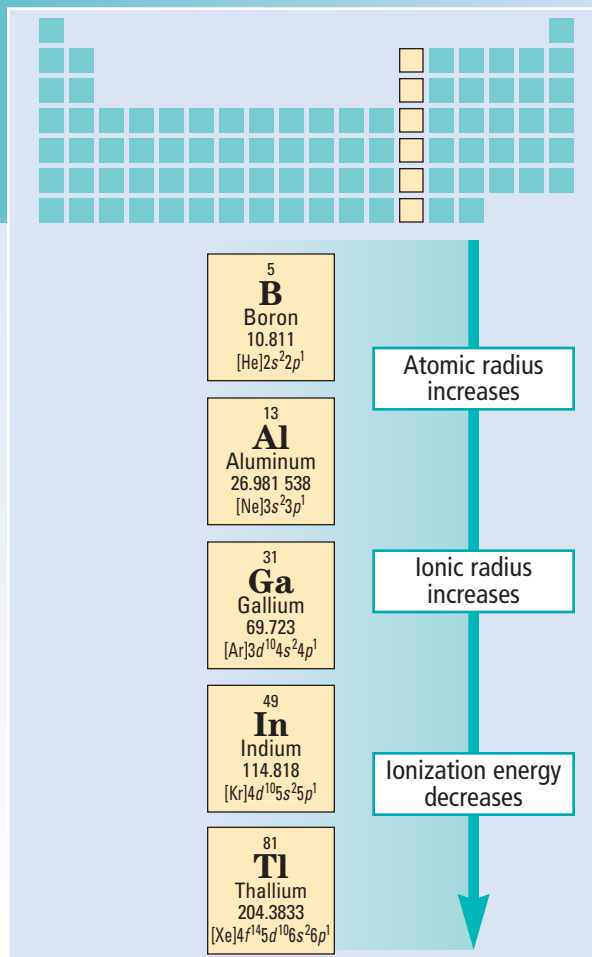 5
B
Boron
10.811
[He]2s²2p¹
Atomic radius
increases
13
Al
Aluminum
26.981 538
[Ne]3s²3p¹
31
Ga
Gallium
69.723
[Ar]3d¹⁰4s²4p¹
Ionic radius
increases
49
In
Indium
114.818
[Kr]4d¹⁰5s²5p¹
Ionization energy
decreases
81
Tl
Thallium
204.3833
[Xe]4f¹⁴5d¹⁰6s²6p¹